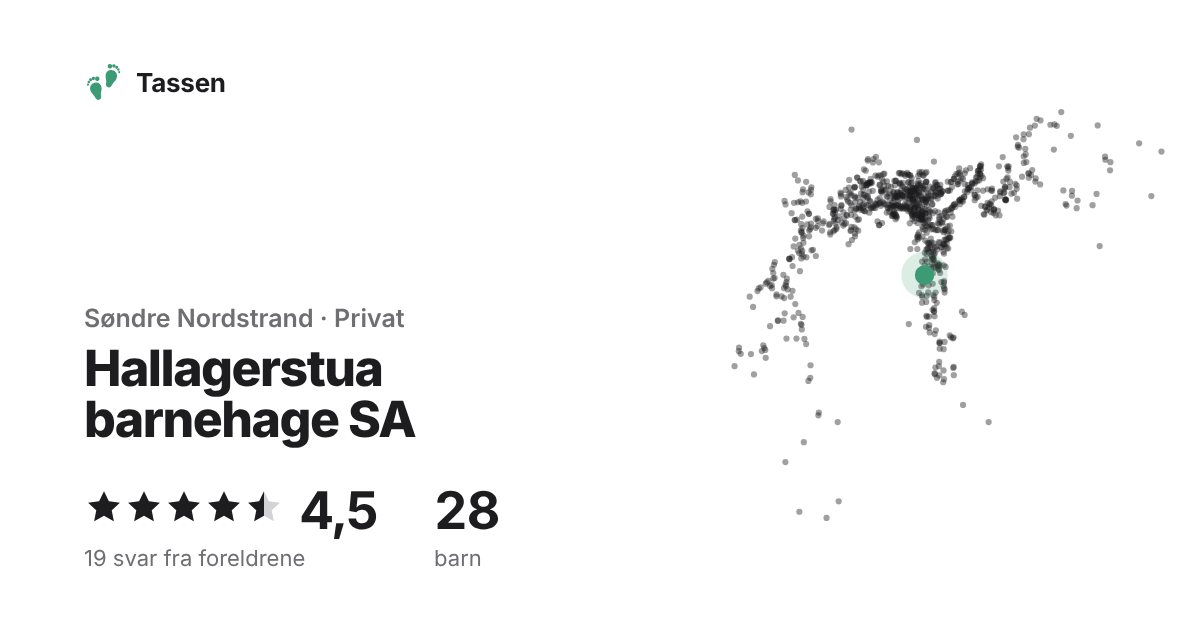 Tassen
Søndre Nordstrand · Privat
Hallagerstua
barnehage SA
4,5
28
19 svar fra foreldrene
barn